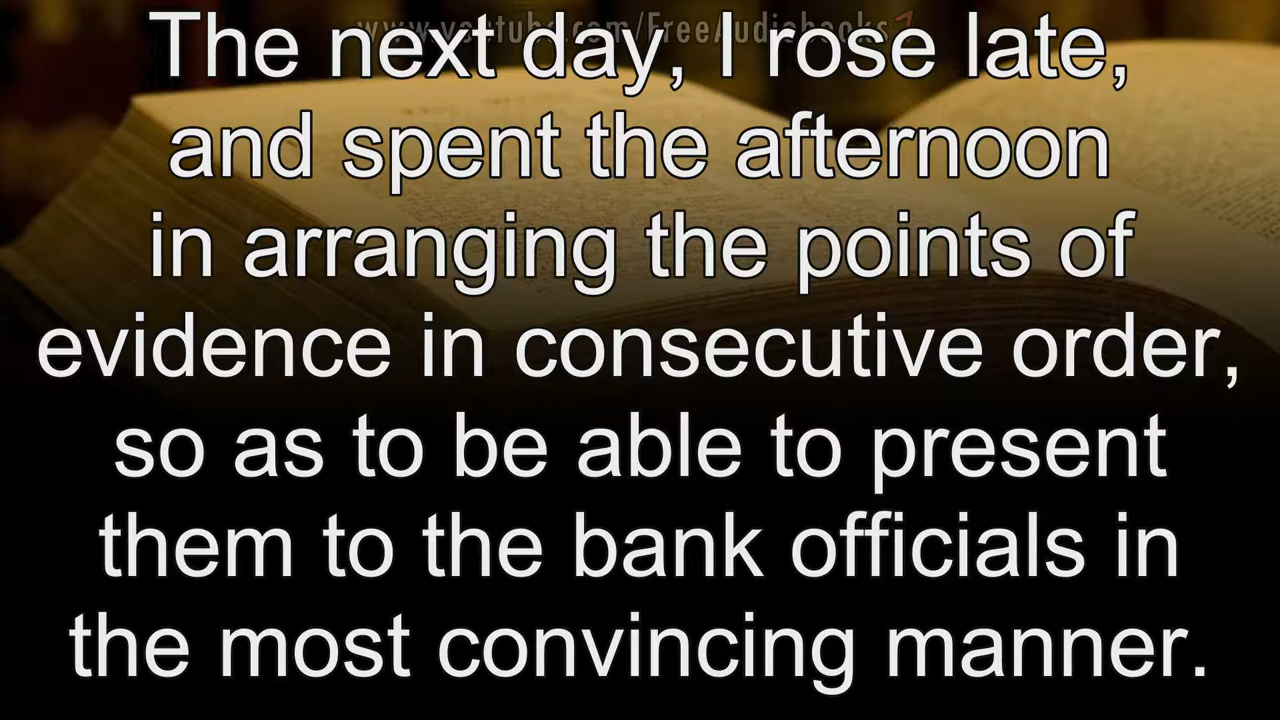 www.youtube.com/FreeAudiobooks
The next day, I rose late,
and spent the afternoon
in arranging the points of
evidence in consecutive order,
so as to be able to present
them to the bank officials in
the most convincing manner.